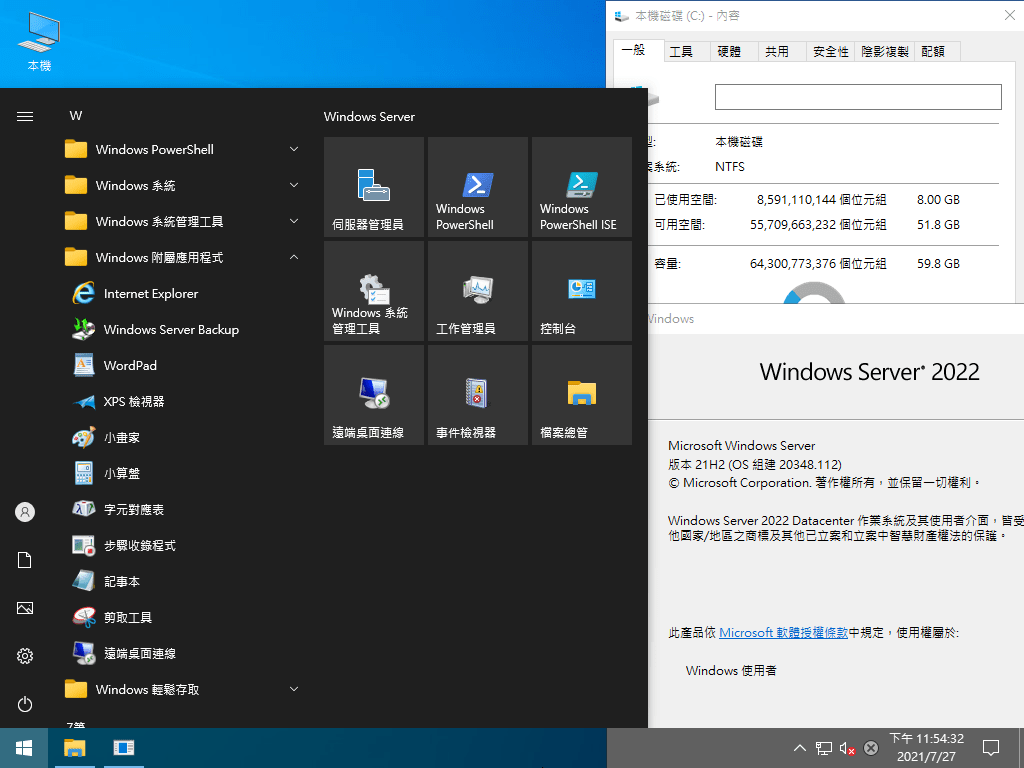 本機
W
Windows PowerShell
Windows 系統
Windows 系統管理工具
Windows 附屬應用程式
Internet Explorer
Windows Server Backup
WordPad
XPS 檢視器
小畫家
小算盤
字元對應表
步驟收錄程式
記事本
剪取工具
遠端桌面連線
Windows 輕鬆存取
Windows Server
伺服器管理員
Windows
PowerShell
Windows
PowerShell ISE
Windows 系統
管理工具
工作管理員
控制台
遠端桌面連線
事件檢視器
檔案總管
本機磁碟 (C:) - 內容
一般 工具 硬體 共用 安全性 陰影複製 配額
本機磁碟
系統: NTFS
已使用空間: 8,591,110,144 個位元組 8.00 GB
可用空間: 55,709,663,232 個位元組 51.8 GB
容量: 64,300,773,376 個位元組 59.8 GB
Windows
Windows Server 2022
Microsoft Windows Server
版本 21H2 (OS 組建 20348.112)
© Microsoft Corporation. 著作權所有，並保留一切權利。
Windows Server 2022 Datacenter 作業系統及其使用者介面，皆受
他國家/地區之商標及其他已立案和立案中智慧財產權法的保護。
此產品依 Microsoft 軟體授權條款中規定，使用權屬於:
Windows 使用者
下午 11:54:32
2021/7/27